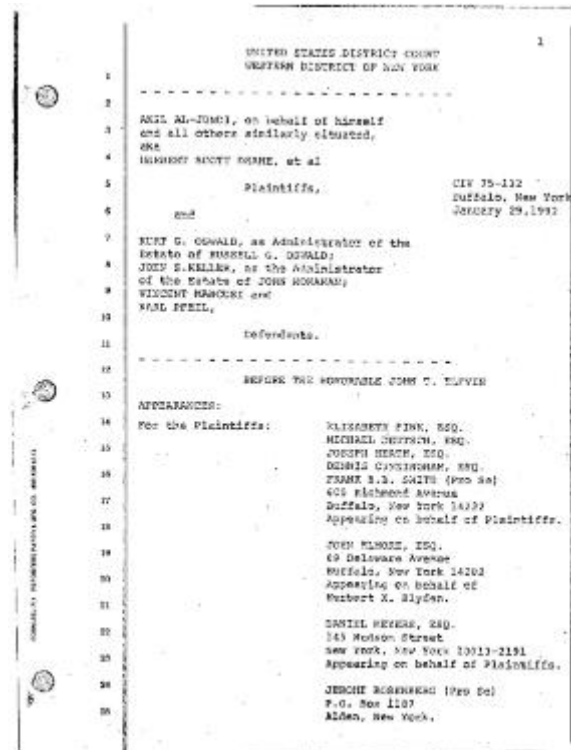 1
UNITED STATES DISTRICT COURT
WESTERN DISTRICT OF NEW YORK
1
2
AKIL AL-JUNDI, on behalf of himself
3 and all others similarly situated,
aka
4 HERBERT SCOTT DEANE, et al
5 Plaintiffs, CIV 75-132
Buffalo, New York
6 and January 29,1992
7 KURT G. OSWALD, as Administrator of the
Estate of RUSSELL G. OSWALD;
8 JOHN S.KELLER, as the Administrator
of the Estate of JOHN MONAHAN;
9 VINCENT MANCUSI and
KARL PFEIL,
10
11 Defendants.
12
BEFORE THE HONORABLE JOHN T. ELFVIN
13
APPEARANCES:
14 For the Plaintiffs: ELIZABETH FINK, ESQ.
MICHAEL DEUTSCH, ESQ.
15 JOSEPH HEATH, ESQ.
DENNIS CUNNINGHAM, ESQ.
16 FRANK B.B. SMITH (Pro Se)
Richmond Avenue
17 Buffalo, New York 14222
Appearing on behalf of Plaintiffs.
18
JOHN ELMORE, ESQ.
19 69 Delaware Avenue
Buffalo, New York 14202
20 Appearing on behalf of
Herbert X. Blyden.
21
22 DANIEL MEYERS, ESQ.
145 Hudson Street
23 New York, New York 10013-2191
Appearing on behalf of Plaintiffs.
24
JEROME ROSENBERG (Pro Se)
25 P.O. Box 1187
Alden, New York.